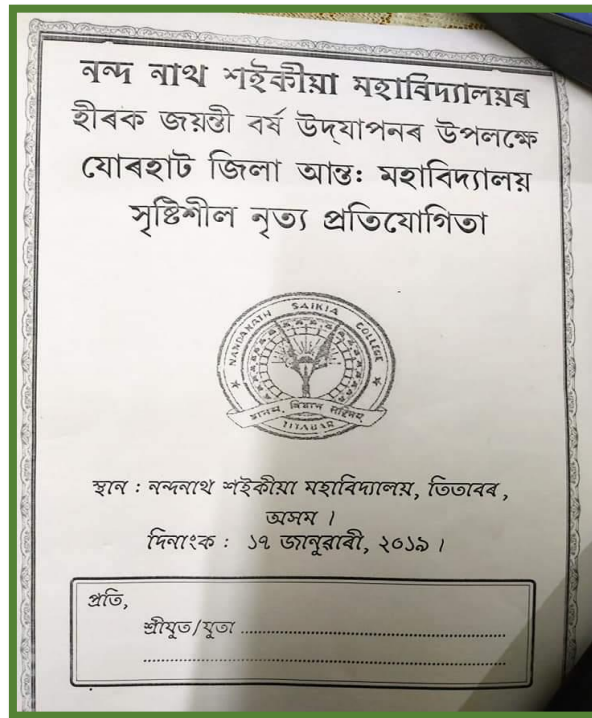 নন্দ নাথ শইকীয়া মহাবিদ্যালয়ৰ
হীৰক জয়ন্তী বৰ্ষ উদ্‌যাপনৰ উপলক্ষে
যোৰহাট জিলা আন্তঃ মহাবিদ্যালয়
সৃষ্টিশীল নৃত্য প্ৰতিযোগিতা
NANDANATH SAIKIA COLLEGE
TITABAR
স্থান : নন্দনাথ শইকীয়া মহাবিদ্যালয়, তিতাবৰ,
অসম ।
দিনাংক : ১৭ জানুৱাৰী, ২০১৯ ।
প্ৰতি,
শ্ৰীযুত/যুতা ..........................................................
..........................................................